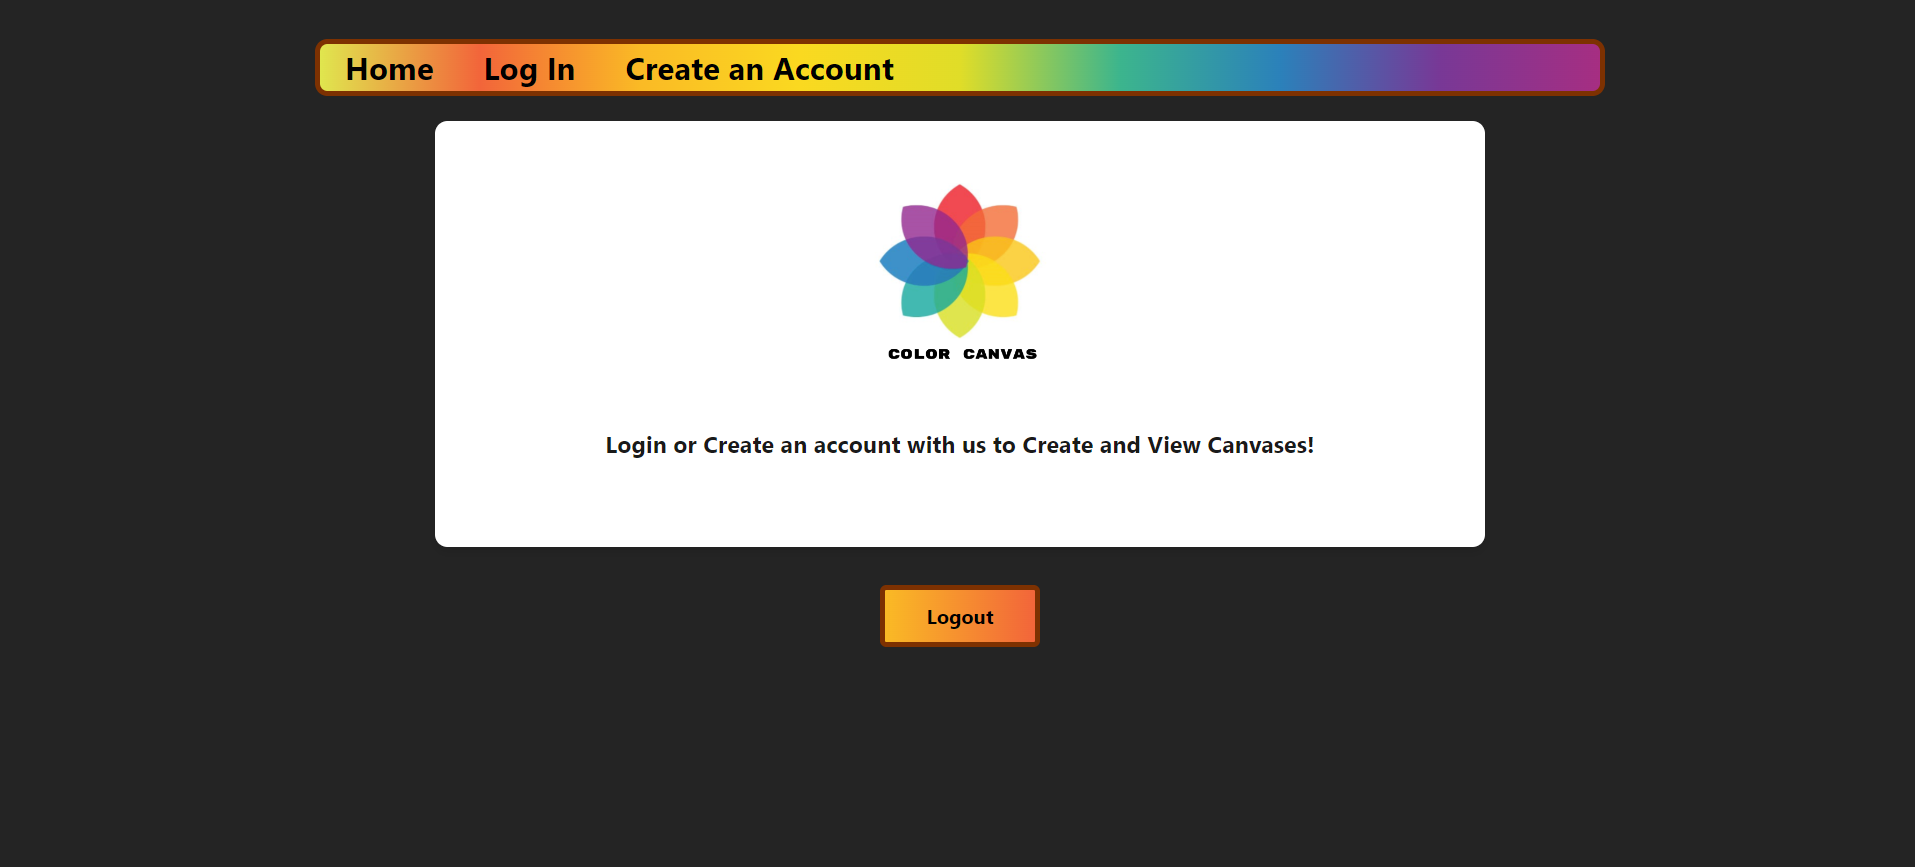 Home Log In Create an Account
COLOR CANVAS
Login or Create an account with us to Create and View Canvases!
Logout